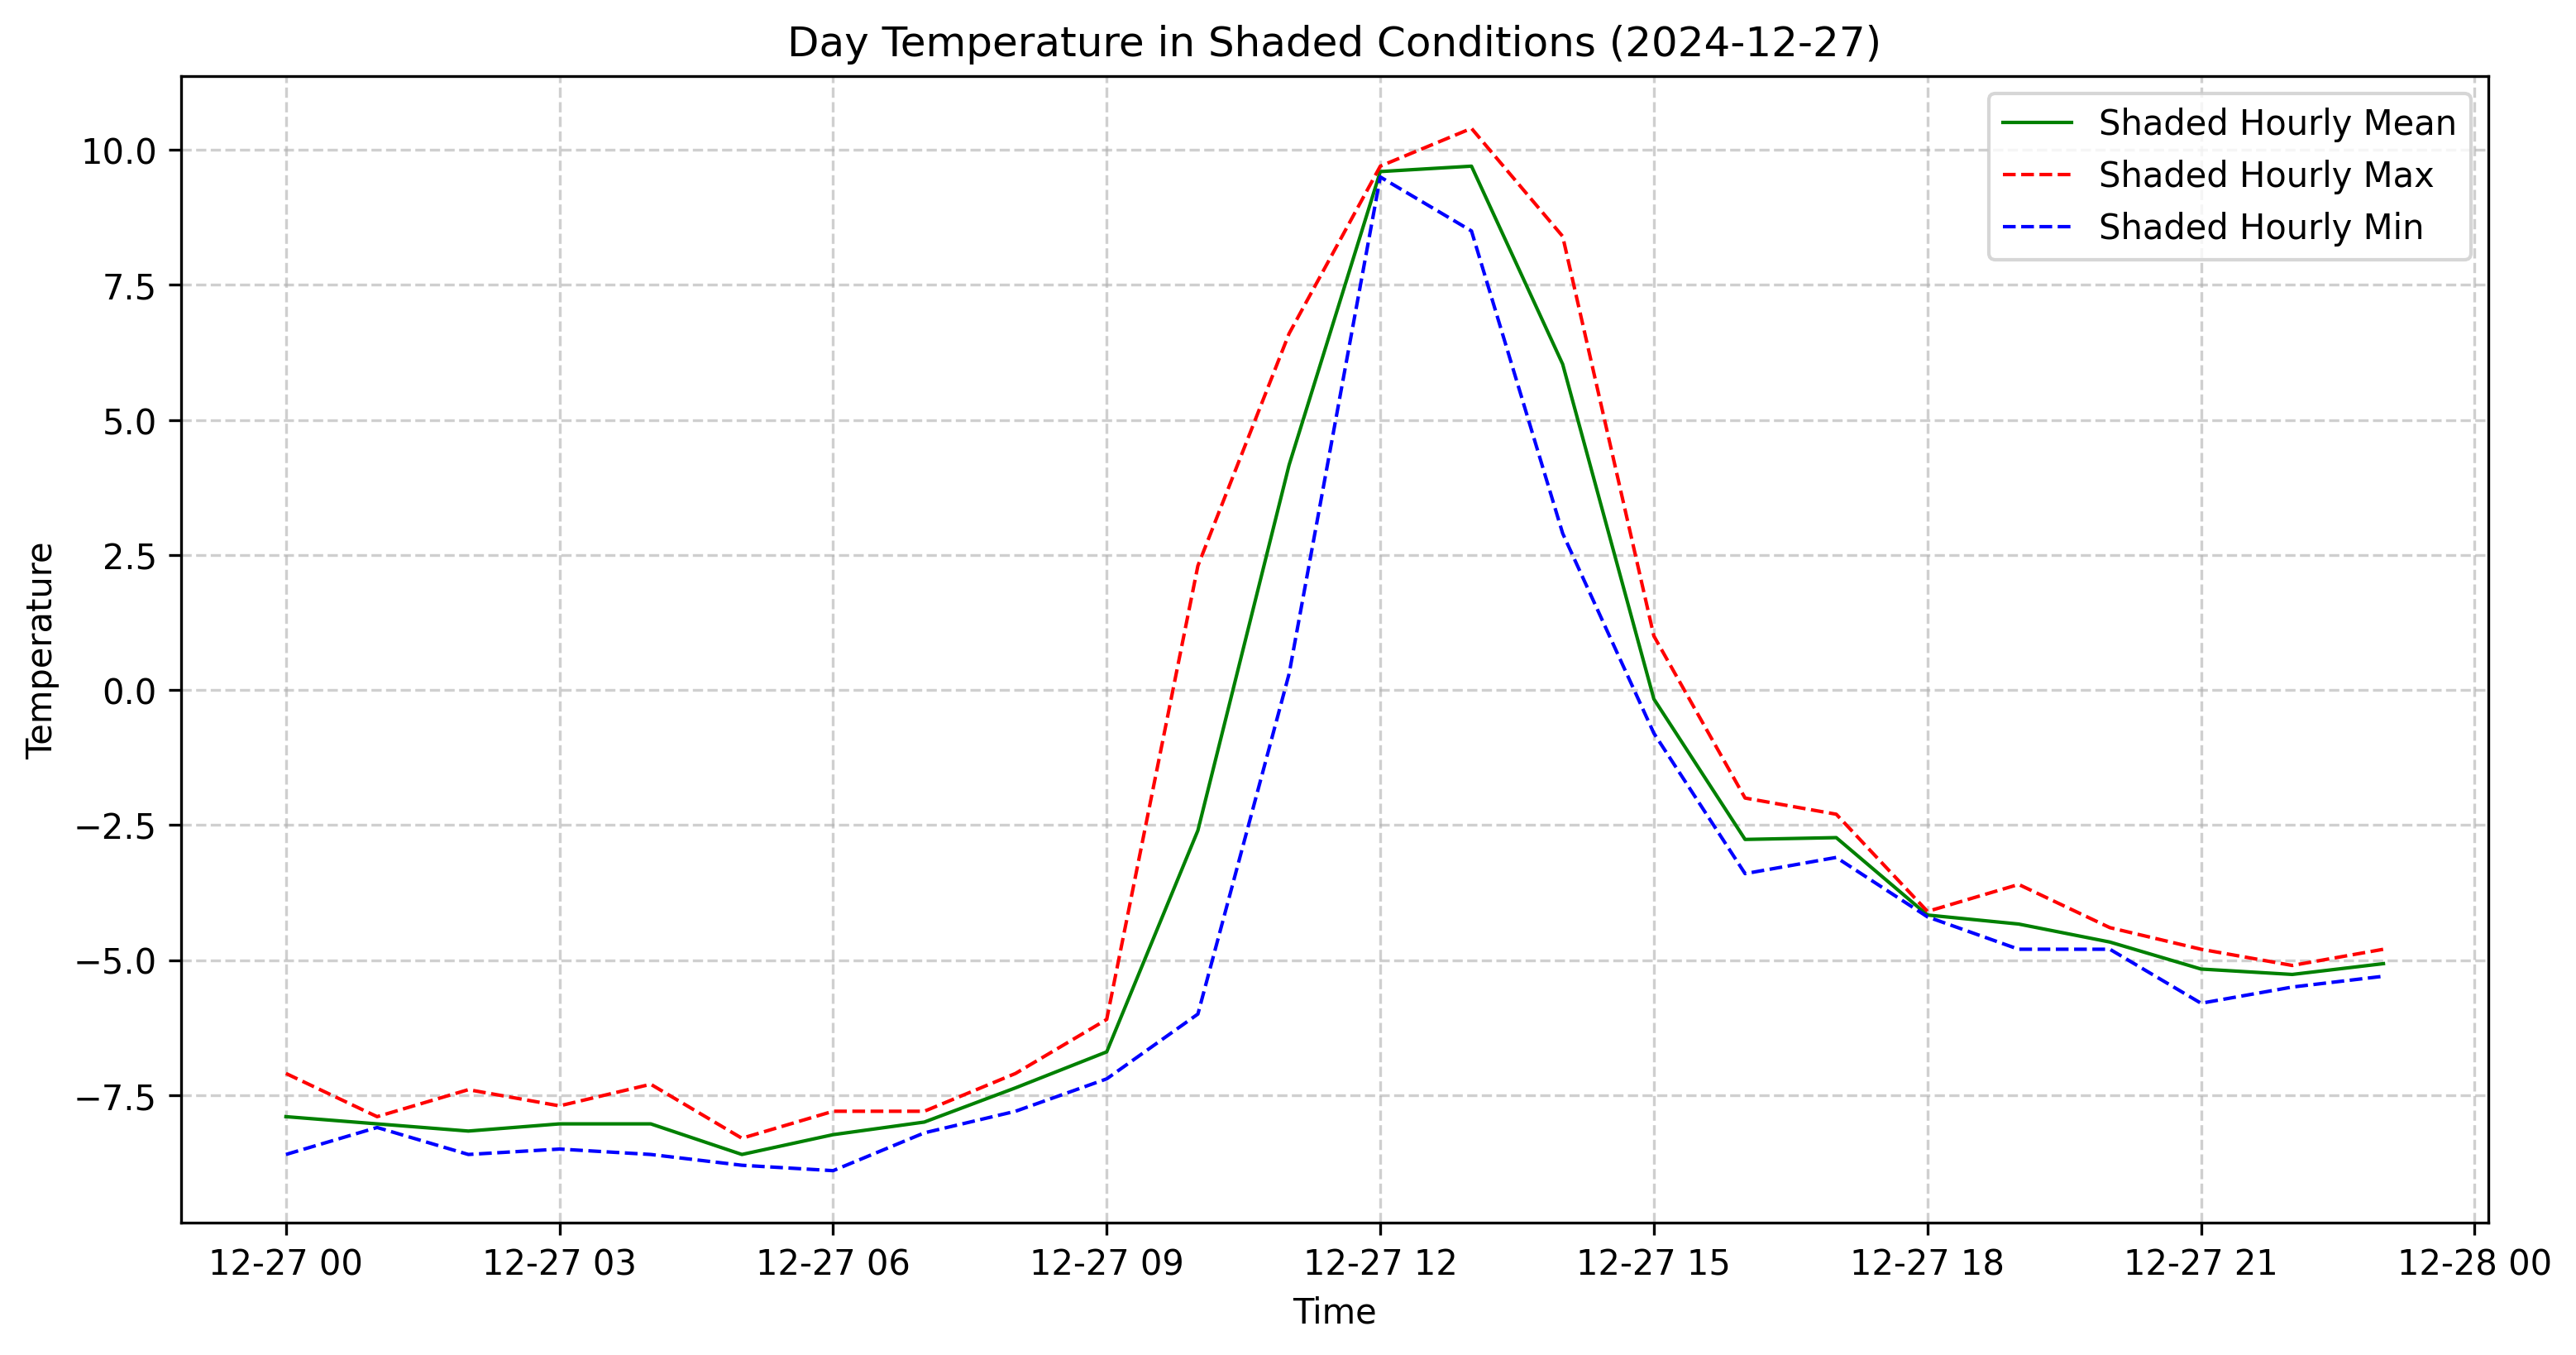 Day Temperature in Shaded Conditions (2024-12-27)
Shaded Hourly Mean
Shaded Hourly Max
Shaded Hourly Min
Temperature
10.0
7.5
5.0
2.5
0.0
−2.5
−5.0
−7.5
12-27 00 12-27 03 12-27 06 12-27 09 12-27 12 12-27 15 12-27 18 12-27 21 12-28 00
Time